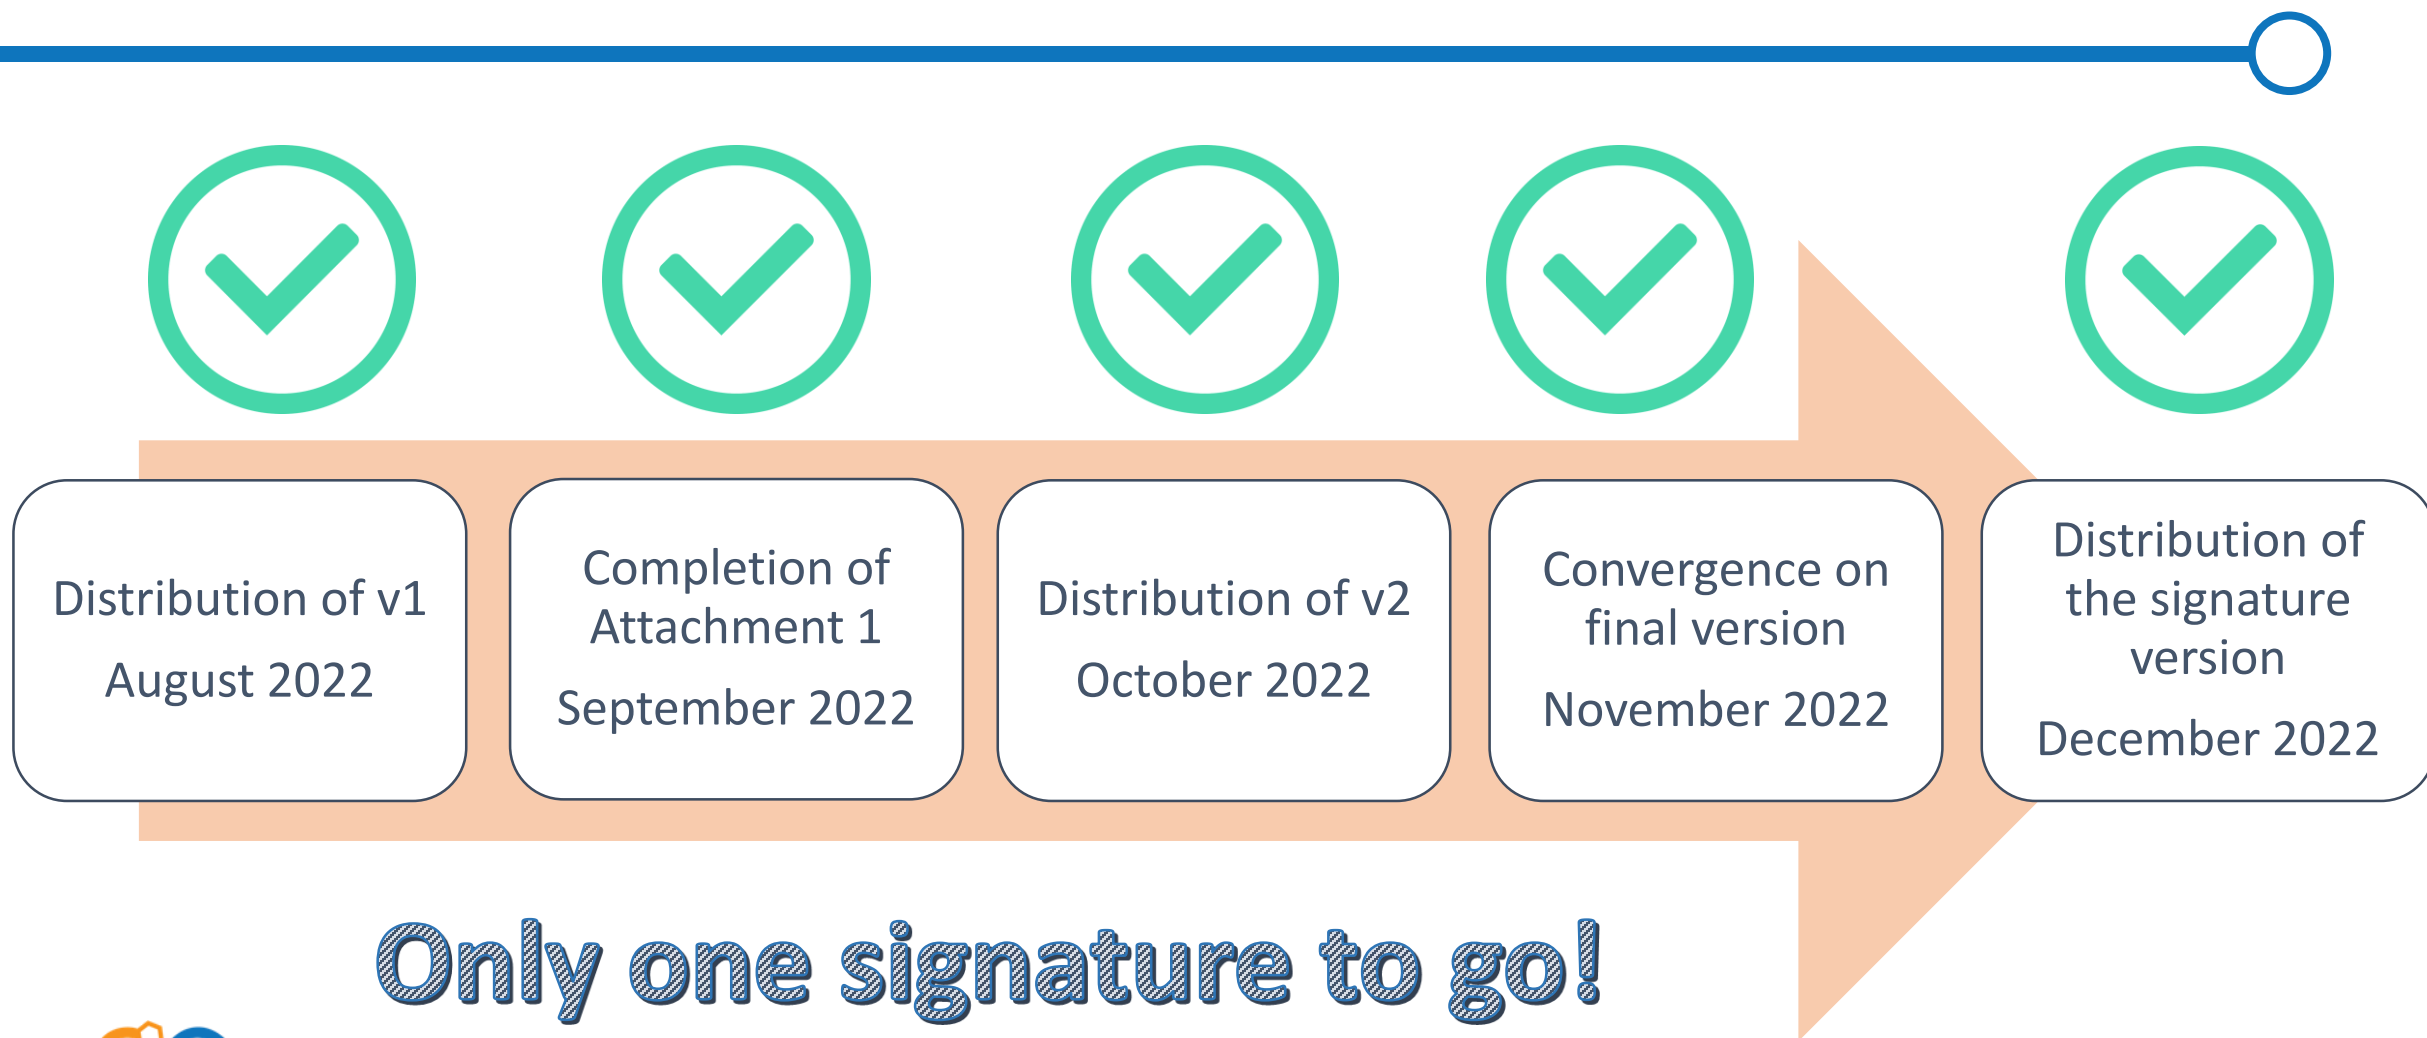 Distribution of v1
August 2022
Completion of
Attachment 1
September 2022
Distribution of v2
October 2022
Convergence on
final version
November 2022
Distribution of
the signature
version
December 2022
Only one signature to go!